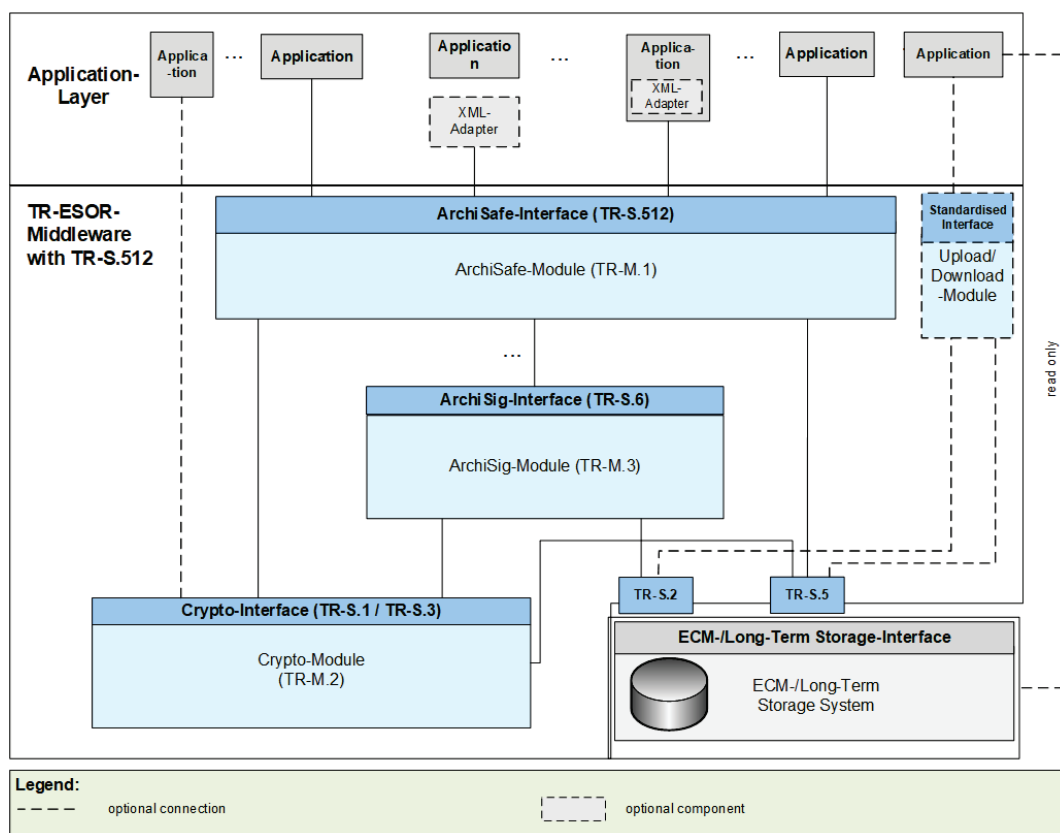 Application-
Layer
Applica
-tion
...
Application
Applicatio
n
XML-
Adapter
...
Applica-
tion
XML-
Adapter
...
Application
Application
TR-ESOR-
Middleware
with TR-S.512
ArchiSafe-Interface (TR-S.512)
ArchiSafe-Module (TR-M.1)
Standardised
Interface
Upload/
Download
-Module
read only
...
ArchiSig-Interface (TR-S.6)
ArchiSig-Module (TR-M.3)
TR-S.2
TR-S.5
Crypto-Interface (TR-S.1 / TR-S.3)
Crypto-Module
(TR-M.2)
ECM-/Long-Term Storage-Interface
ECM-/Long-Term
Storage System
Legend:
optional connection
optional component